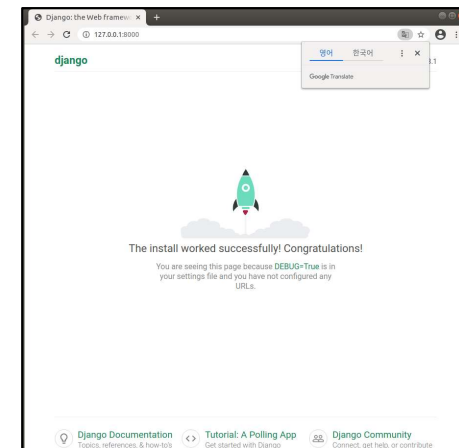 Django: the Web Framew
127.0.0.1:8000
영어 한국어
Google Translate
django
The install worked successfully! Congratulations!
You are seeing this page because DEBUG=True is in
your settings file and you have not configured any
URLs.
Django Documentation
Topics, references, & how-to's
Tutorial: A Polling App
Get started with Django
Django Community
Connect, get help, or contribute